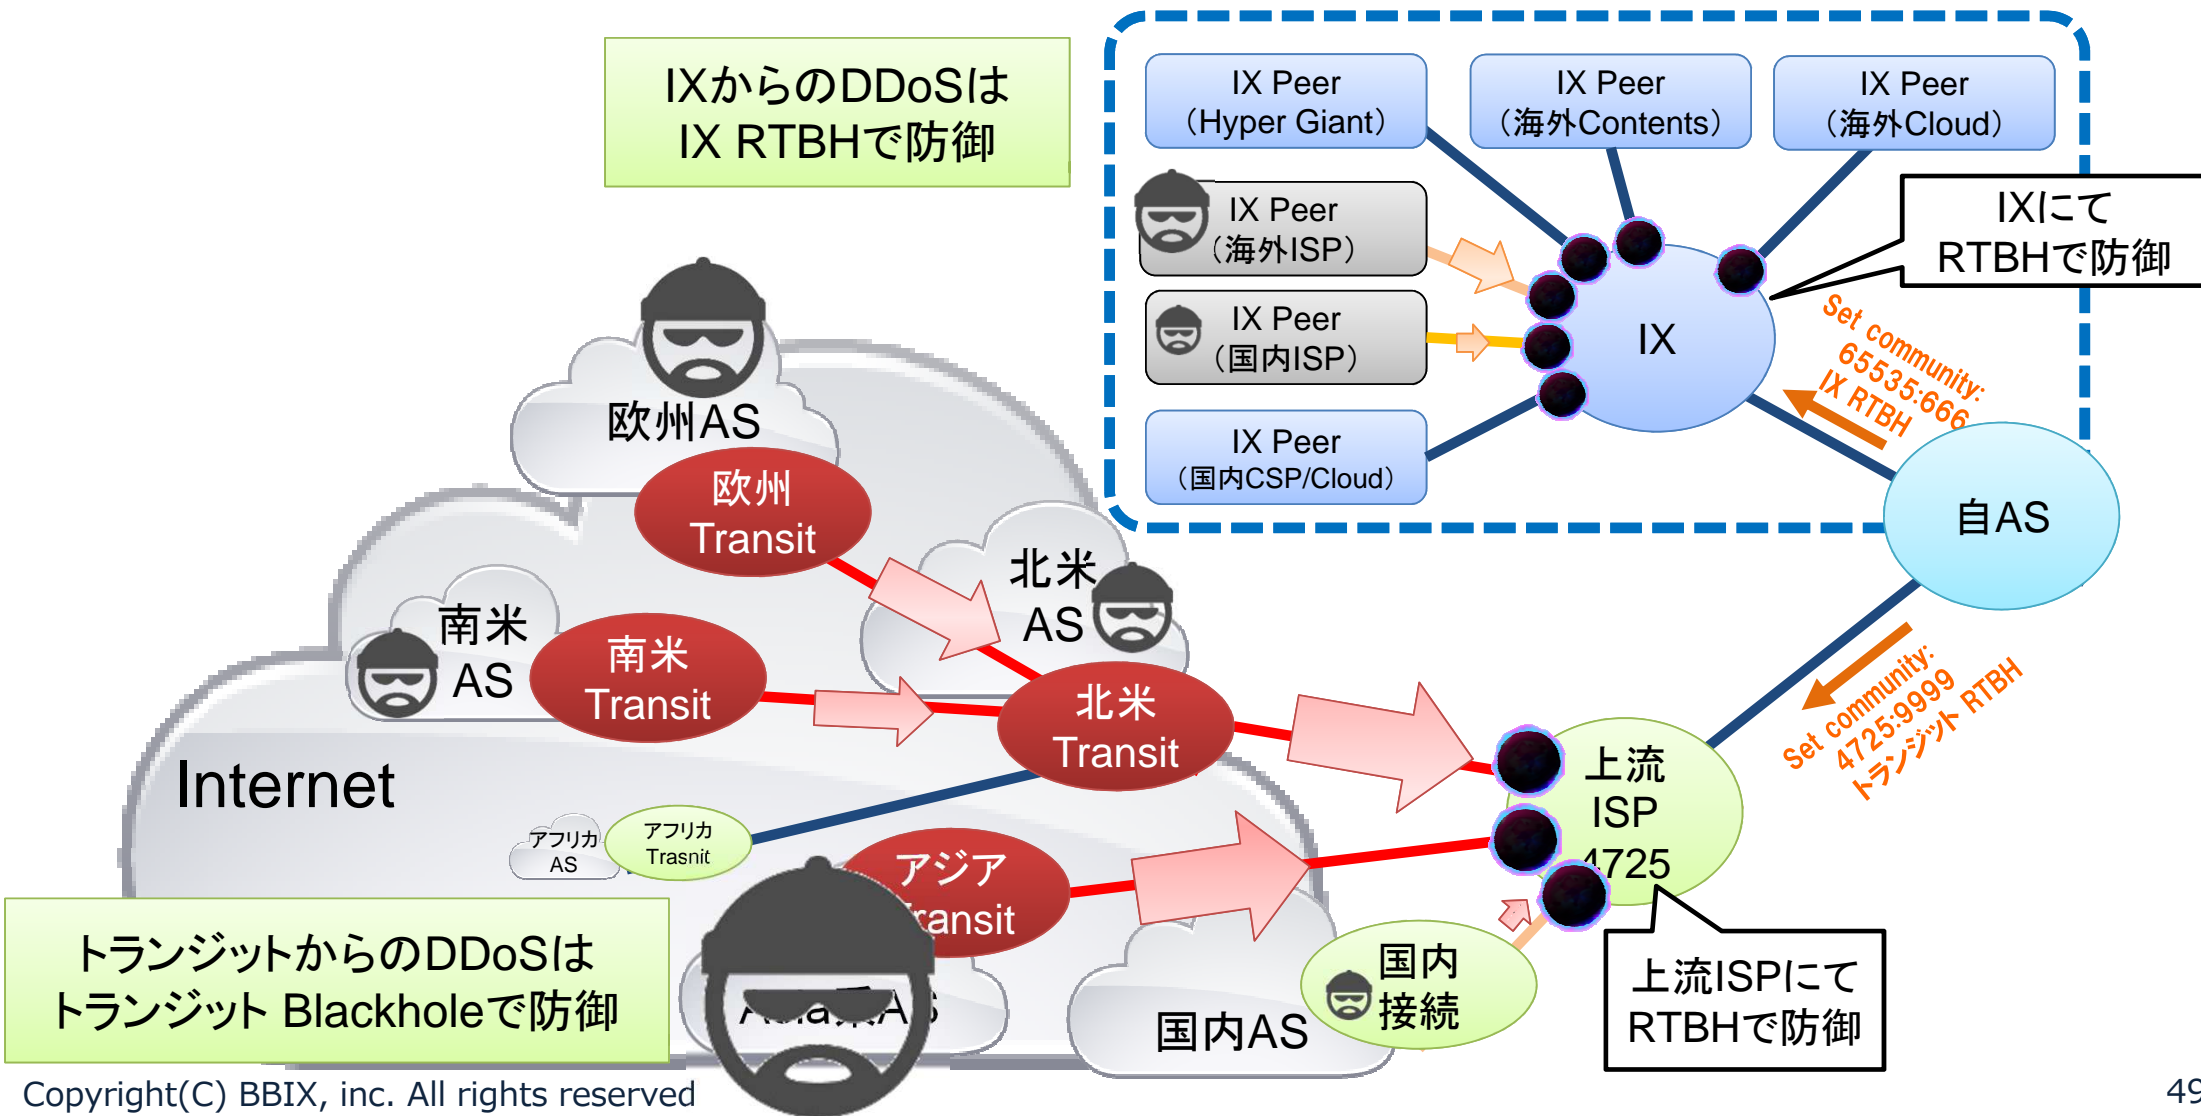 IXからのDDoSは
IX RTBHで防御
IX Peer
（Hyper Giant）
IX Peer
（海外Contents）
IX Peer
（海外Cloud）
IX Peer
（海外ISP）
IX Peer
（国内ISP）
IX Peer
（国内CSP/Cloud）
IX
IXにて
RTBHで防御
Set community:
65535:666
IX RTBH
自AS
Set community:
4725:9999
トランジット RTBH
欧州AS
欧州
Transit
北米
AS
南米
AS
南米
Transit
北米
Transit
Internet
アフリカ
AS
アフリカ
Trasnit
アジア
Transit
上流
ISP
4725
国内
接続
国内AS
上流ISPにて
RTBHで防御
トランジットからのDDoSは
トランジット Blackholeで防御
Copyright(C) BBIX, inc. All rights reserved
49